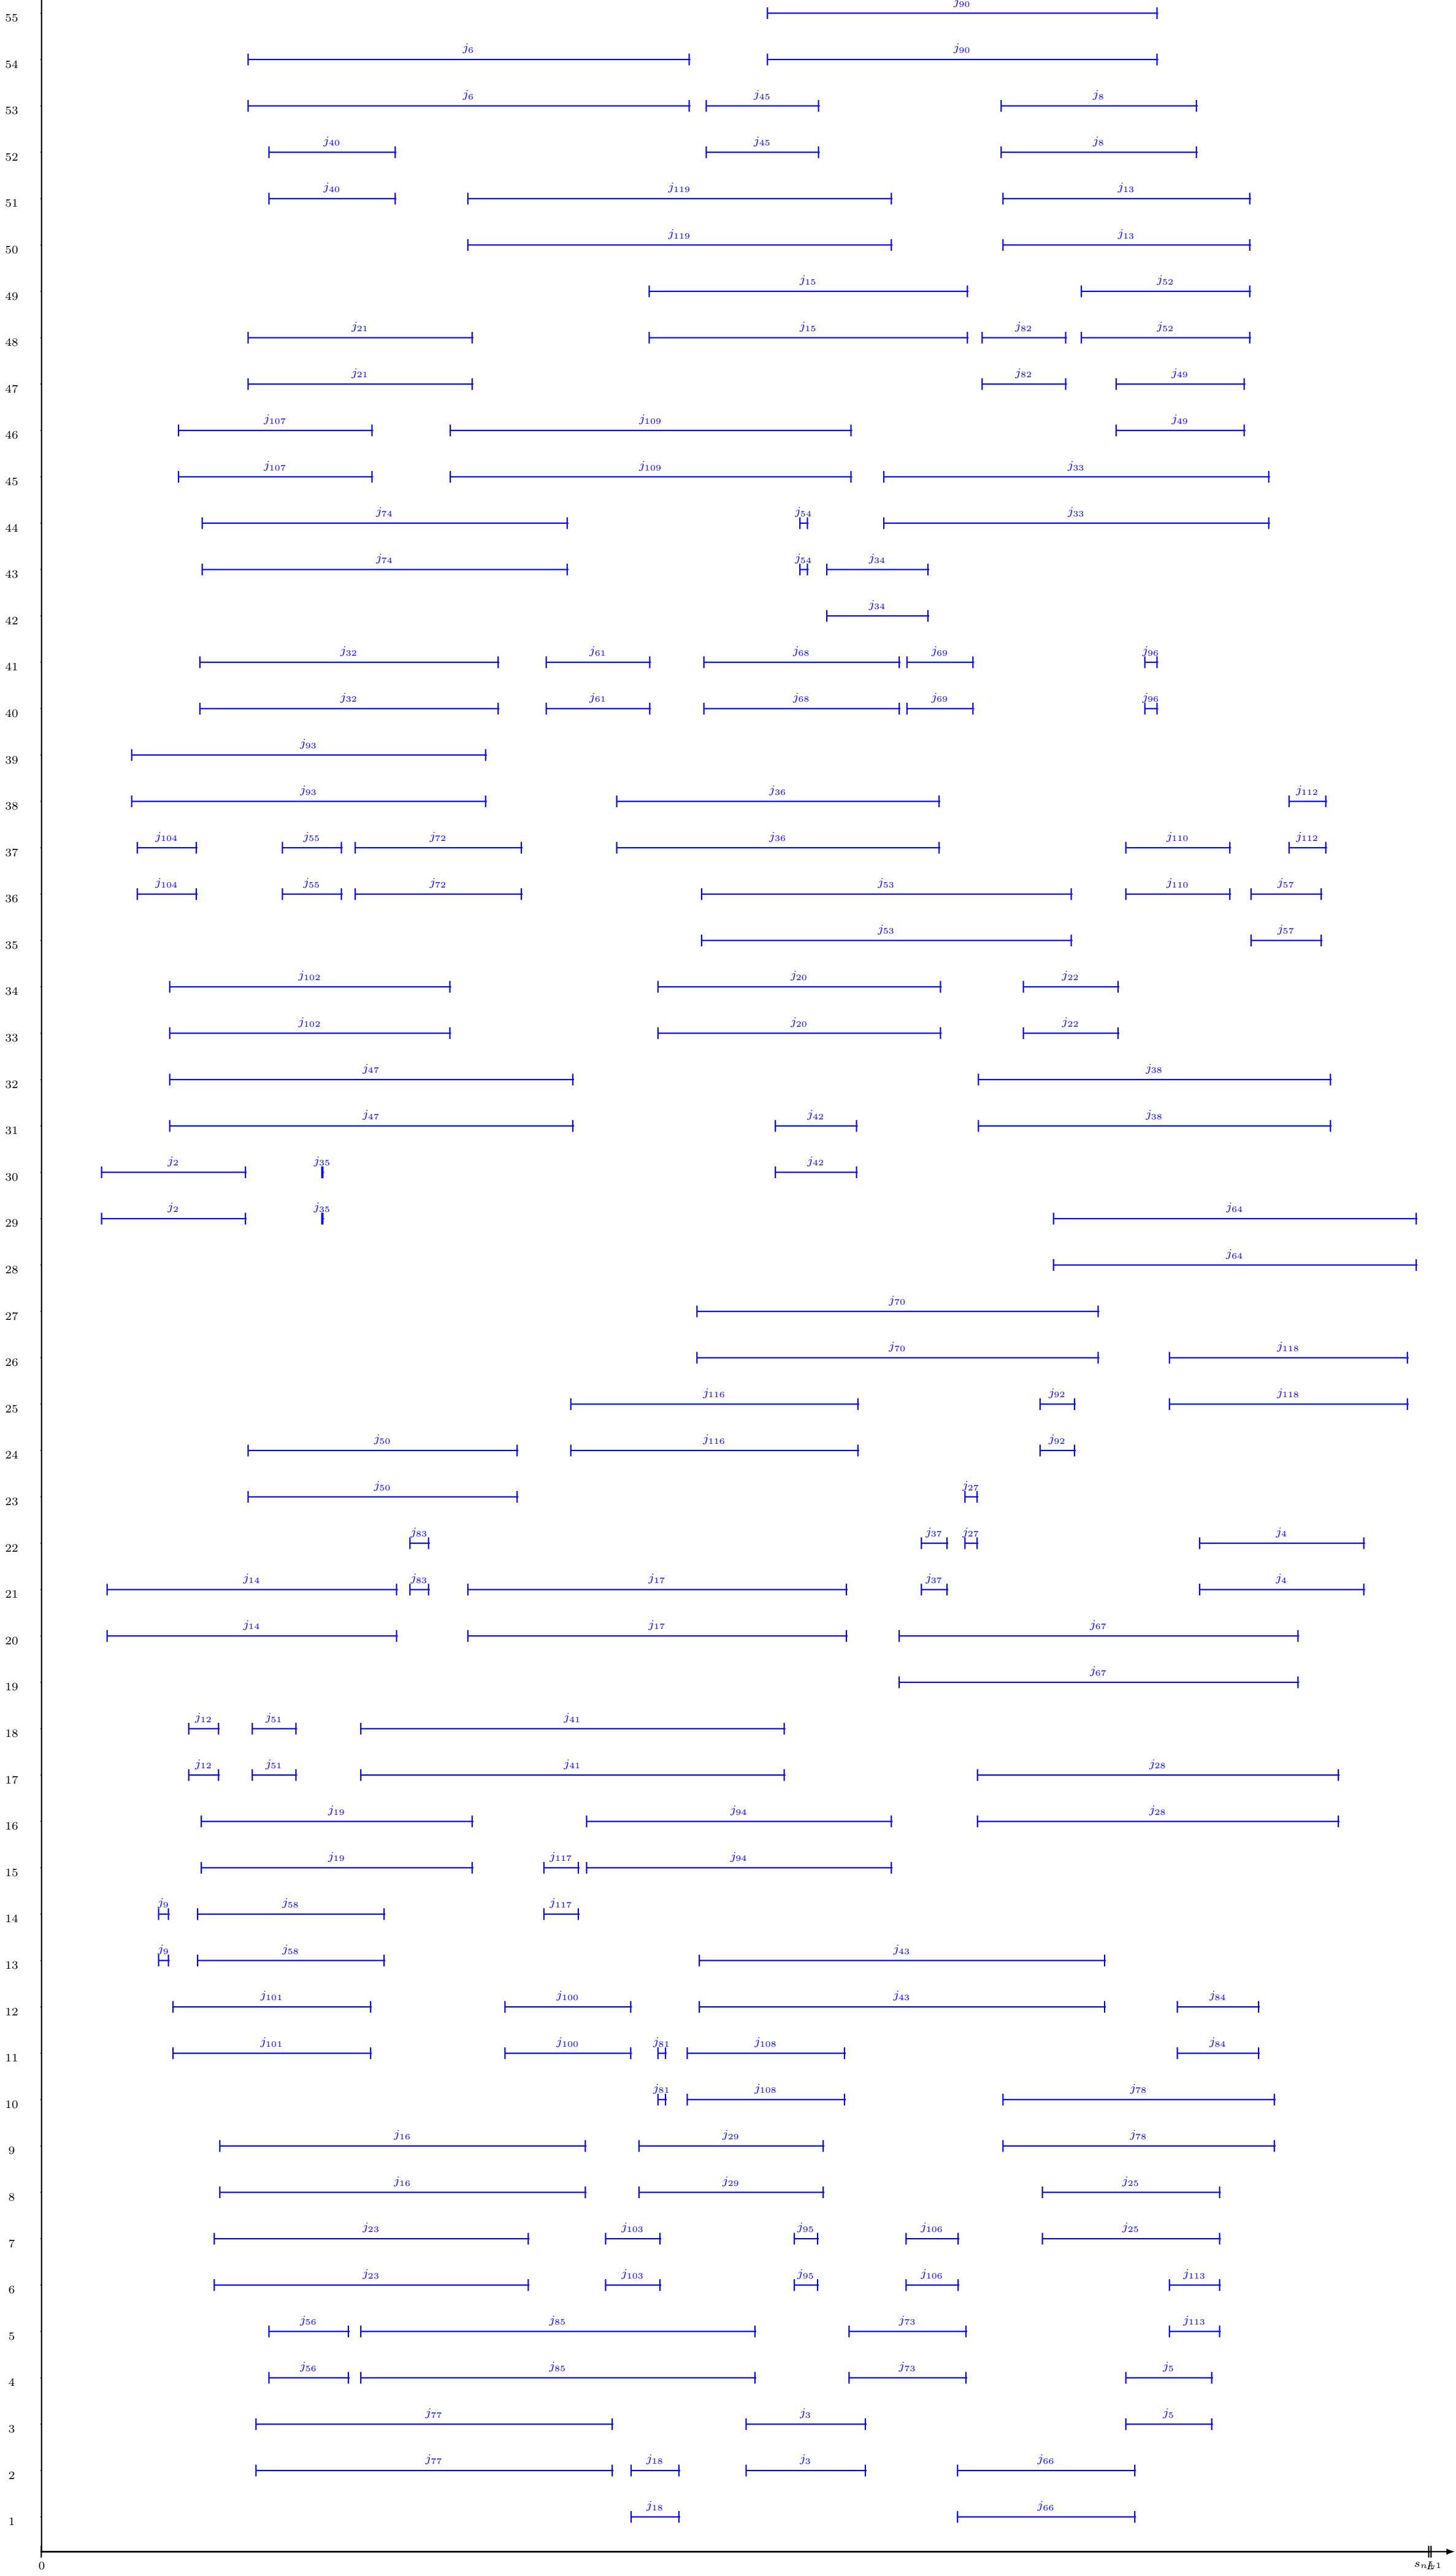 j₉₀
55
j₆ j₉₀
54
j₆ j₄₅ j₈
53
j₄₀ j₄₅ j₈
52
j₄₀ j₁₁₉ j₁₃
51
j₁₁₉ j₁₃
50
j₁₅ j₅₂
49
j₂₁ j₁₅ j₈₂ j₅₂
48
j₂₁ j₈₂ j₄₉
47
j₁₀₇ j₁₀₉ j₄₉
46
j₁₀₇ j₁₀₉ j₃₃
45
j₇₄ j₅₄ j₃₃
44
j₇₄ j₅₄ j₃₄
43
j₃₄
42
j₃₂ j₆₁ j₆₈ j₆₉ j₉₆
41
j₃₂ j₆₁ j₆₈ j₆₉ j₉₆
40
j₉₃
39
j₉₃ j₃₆ j₁₁₂
38
j₁₀₄ j₅₅ j₇₂ j₃₆ j₁₁₀ j₁₁₂
37
j₁₀₄ j₅₅ j₇₂ j₅₃ j₁₁₀ j₅₇
36
j₅₃ j₅₇
35
j₁₀₂ j₂₀ j₂₂
34
j₁₀₂ j₂₀ j₂₂
33
j₄₇ j₃₈
32
j₄₇ j₄₂ j₃₈
31
j₂ j₃₅ j₄₂
30
j₂ j₃₅ j₆₄
29
j₆₄
28
j₇₀
27
j₇₀ j₁₁₈
26
j₁₁₆ j₉₂ j₁₁₈
25
j₅₀ j₁₁₆ j₉₂
24
j₅₀ j₂₇
23
j₈₃ j₃₇ j₂₇ j₄
22
j₁₄ j₈₃ j₁₇ j₃₇ j₄
21
j₁₄ j₁₇ j₆₇
20
j₆₇
19
j₁₂ j₅₁ j₄₁
18
j₁₂ j₅₁ j₄₁ j₂₈
17
j₁₉ j₉₄ j₂₈
16
j₁₉ j₁₁₇ j₉₄
15
j₉ j₅₈ j₁₁₇
14
j₉ j₅₈ j₄₃
13
j₁₀₁ j₁₀₀ j₄₃ j₈₄
12
j₁₀₁ j₁₀₀ j₈₁ j₁₀₈ j₈₄
11
j₈₁ j₁₀₈ j₇₈
10
j₁₆ j₂₉ j₇₈
9
j₁₆ j₂₉ j₂₅
8
j₂₃ j₁₀₃ j₉₅ j₁₀₆ j₂₅
7
j₂₃ j₁₀₃ j₉₅ j₁₀₆ j₁₁₃
6
j₅₆ j₈₅ j₇₃ j₁₁₃
5
j₅₆ j₈₅ j₇₃ j₅
4
j₇₇ j₃ j₅
3
j₇₇ j₁₈ j₃ j₆₆
2
j₁₈ j₆₆
1
0